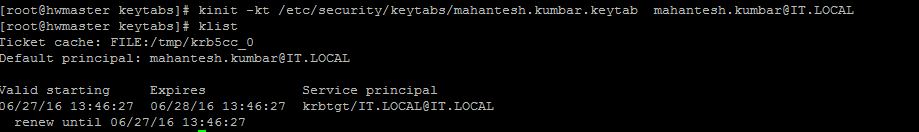 [root@hwmaster keytabs]# kinit -kt /etc/security/keytabs/mahantesh.kumbar.keytab  mahantesh.kumbar@IT.LOCAL
[root@hwmaster keytabs]# klist
Ticket cache: FILE:/tmp/krb5cc_0
Default principal: mahantesh.kumbar@IT.LOCAL

Valid starting     Expires            Service principal
06/27/16 13:46:27  06/28/16 13:46:27  krbtgt/IT.LOCAL@IT.LOCAL
  renew until 06/27/16 13:46:27